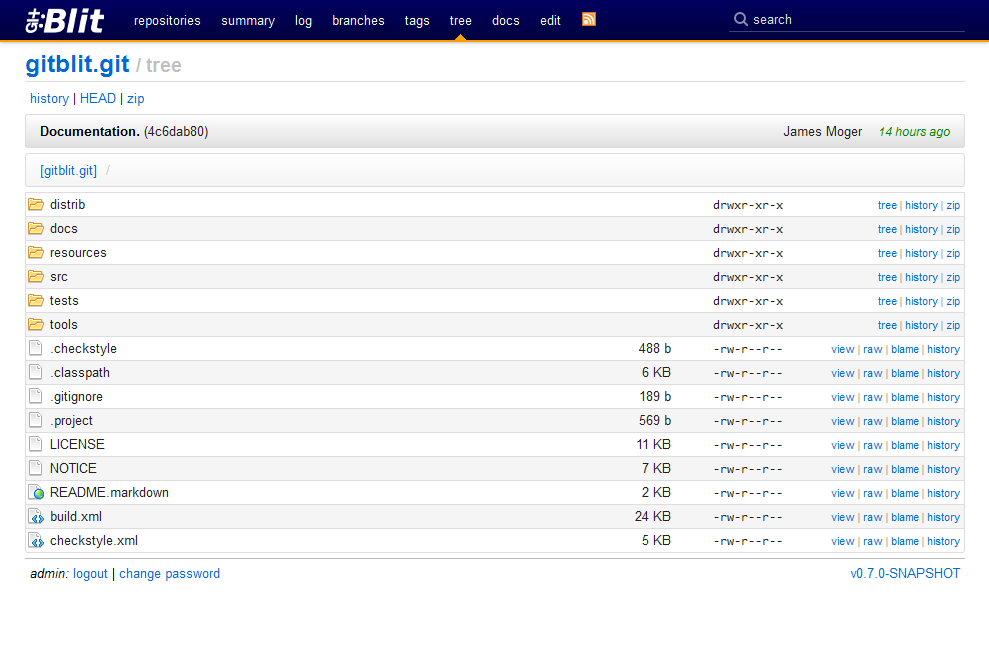 Blit repositories summary log branches tags tree docs edit search
gitblit.git / tree
history | HEAD | zip
Documentation. (4c6dab80) James Moger 14 hours ago
[gitblit.git] /
distrib drwxr-xr-x tree | history | zip
docs drwxr-xr-x tree | history | zip
resources drwxr-xr-x tree | history | zip
src drwxr-xr-x tree | history | zip
tests drwxr-xr-x tree | history | zip
tools drwxr-xr-x tree | history | zip
.checkstyle 488 b -rw-r--r-- view | raw | blame | history
.classpath 6 KB -rw-r--r-- view | raw | blame | history
.gitignore 189 b -rw-r--r-- view | raw | blame | history
.project 569 b -rw-r--r-- view | raw | blame | history
LICENSE 11 KB -rw-r--r-- view | raw | blame | history
NOTICE 7 KB -rw-r--r-- view | raw | blame | history
README.markdown 2 KB -rw-r--r-- view | raw | blame | history
build.xml 24 KB -rw-r--r-- view | raw | blame | history
checkstyle.xml 5 KB -rw-r--r-- view | raw | blame | history
admin: logout | change password v0.7.0-SNAPSHOT